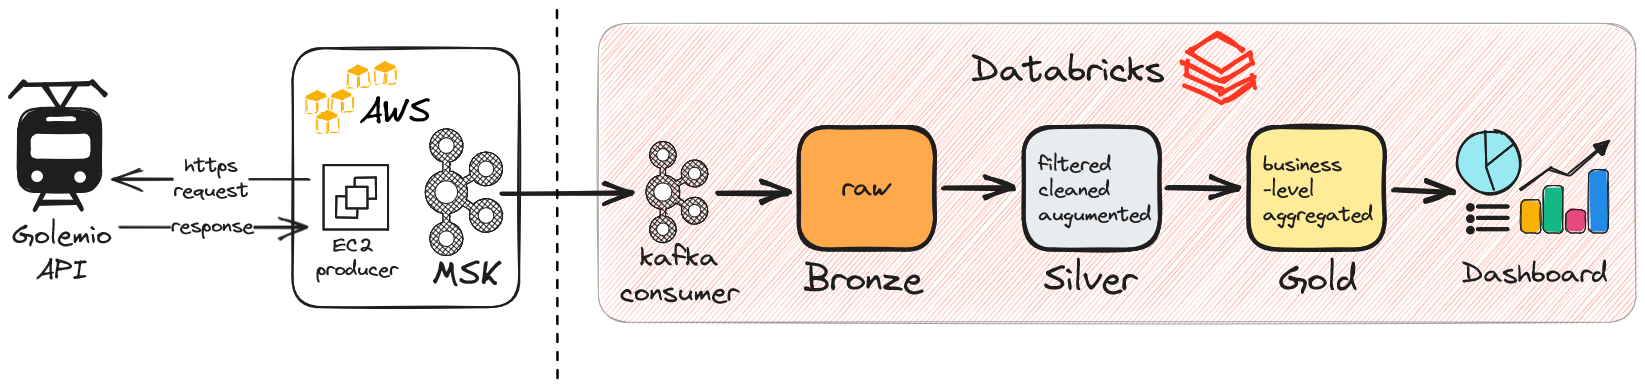 Golemio
API
https
request
response
AWS
EC2
producer
MSK
Databricks
kafka
consumer
raw
Bronze
filtered
cleaned
augumented
Silver
business
-level
aggregated
Gold
Dashboard